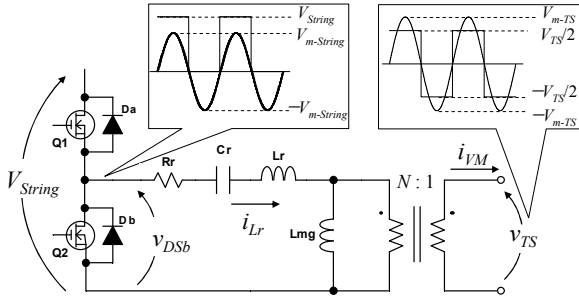 V_String
V_m-String
−V_m-String
V_m-TS
V_TS/2
−V_TS/2
−V_m-TS
Da
Q1
Rr
Cr
Lr
i_Lr
N : 1
i_VM
V_String
Db
Q2
v_DSb
Lmg
v_TS